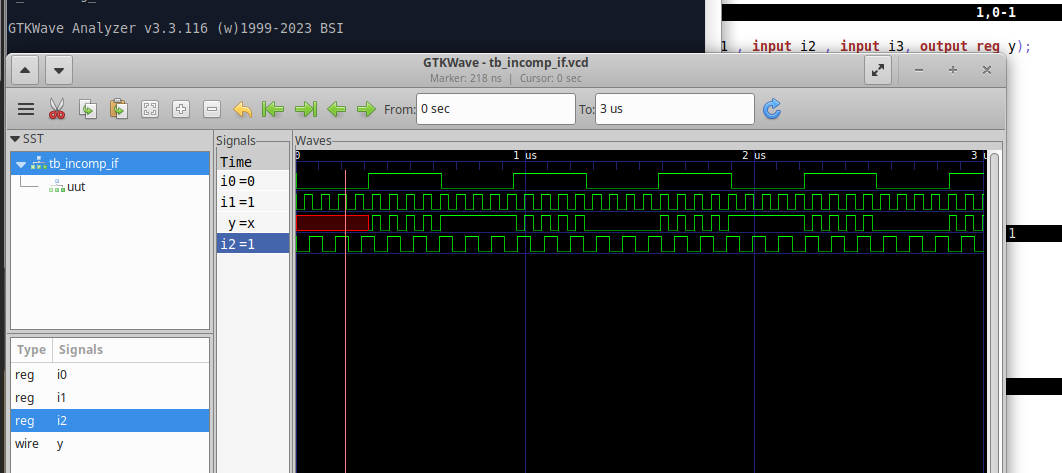 GTKWave Analyzer v3.3.116 (w)1999-2023 BSI
1,0-1
1 , input i2 , input i3, output reg y);
GTKWave - tb_incomp_if.vcd
Marker: 218 ns | Cursor: 0 sec
From: 0 sec To: 3 us
SST
tb_incomp_if
uut
Signals
Time
i0 =0
i1 =1
y =x
i2 =1
Waves
0 1 us 2 us 3 u
1
Type Signals
reg i0
reg i1
reg i2
wire y